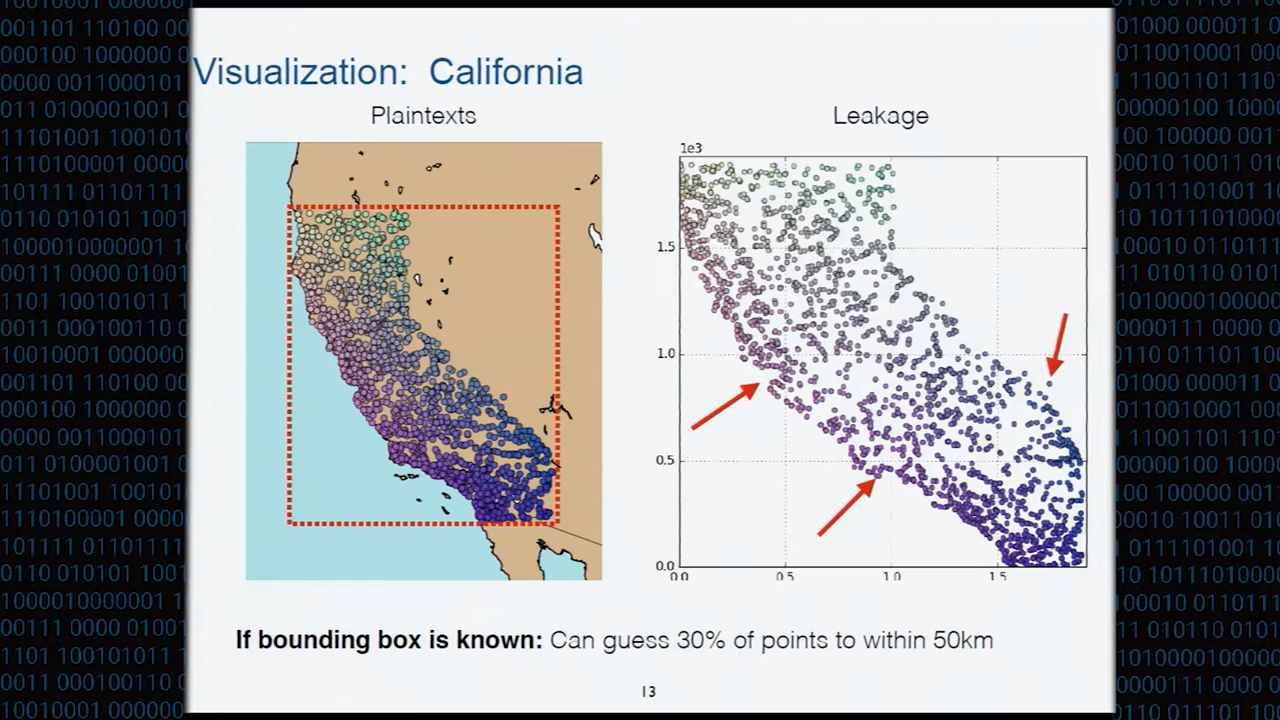 Visualization: California
Plaintexts
Leakage
1e3
1.5
1.0
0.5
0.0
0.0 0.5 1.0 1.5
If bounding box is known: Can guess 30% of points to within 50km
13